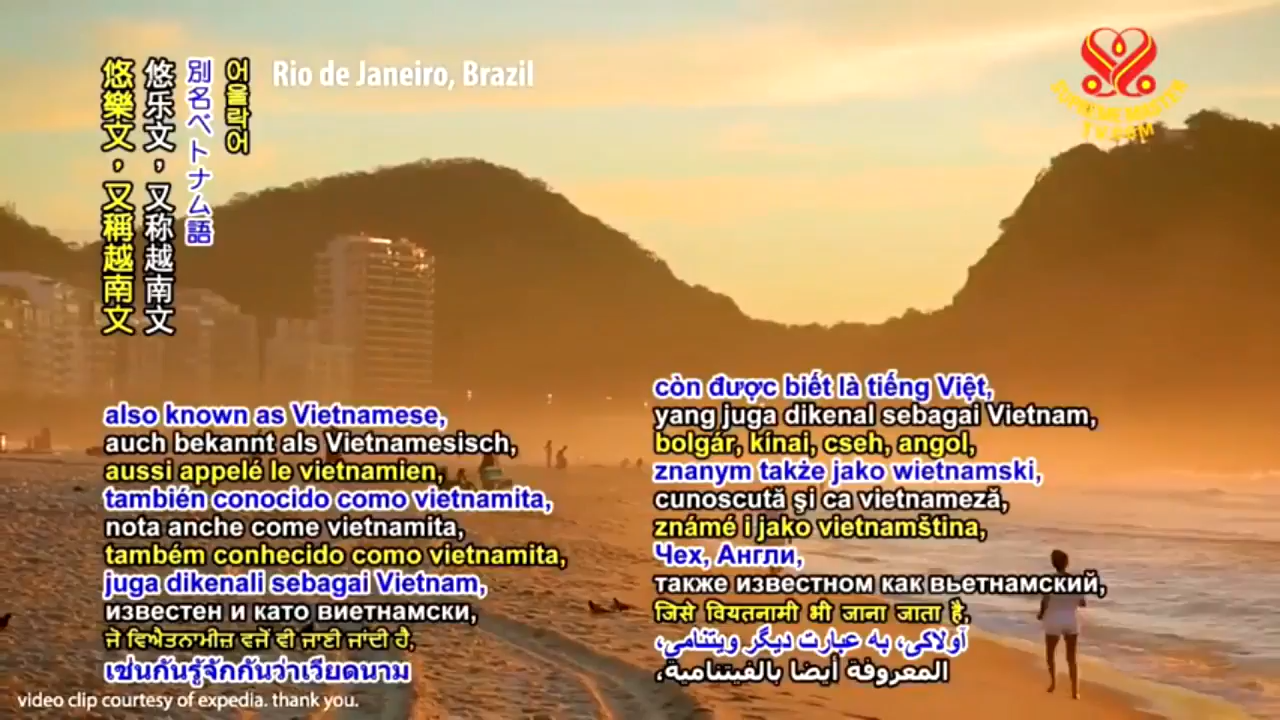 Rio de Janeiro, Brazil
SUPREME MASTER
TV.COM
어울락어
別名ベトナム語
悠乐文，又称越南文
悠樂文，又稱越南文
also known as Vietnamese,
auch bekannt als Vietnamesisch,
aussi appelé le vietnamien,
también conocido como vietnamita,
nota anche come vietnamita,
também conhecido como vietnamita,
juga dikenali sebagai Vietnam,
известен и като виетнамски,
ਜੋ ਵਿਐਤਨਾਮੀਜ਼ ਵਜੋਂ ਵੀ ਜਾਣੀ ਜਾਂਦੀ ਹੈ,
เช่นกันรู้จักกันว่าเวียดนาม
còn được biết là tiếng Việt,
yang juga dikenal sebagai Vietnam,
bolgár, kínai, cseh, angol,
znanym także jako wietnamski,
cunoscută şi ca vietnameză,
známé i jako vietnamština,
Чех, Англи,
также известном как вьетнамский,
जिसे वियतनामी भी जाना जाता है,
آولاکی، به عبارت دیگر ویتنامی،
المعروفة أيضا بالفيتنامية،
video clip courtesy of expedia. thank you.